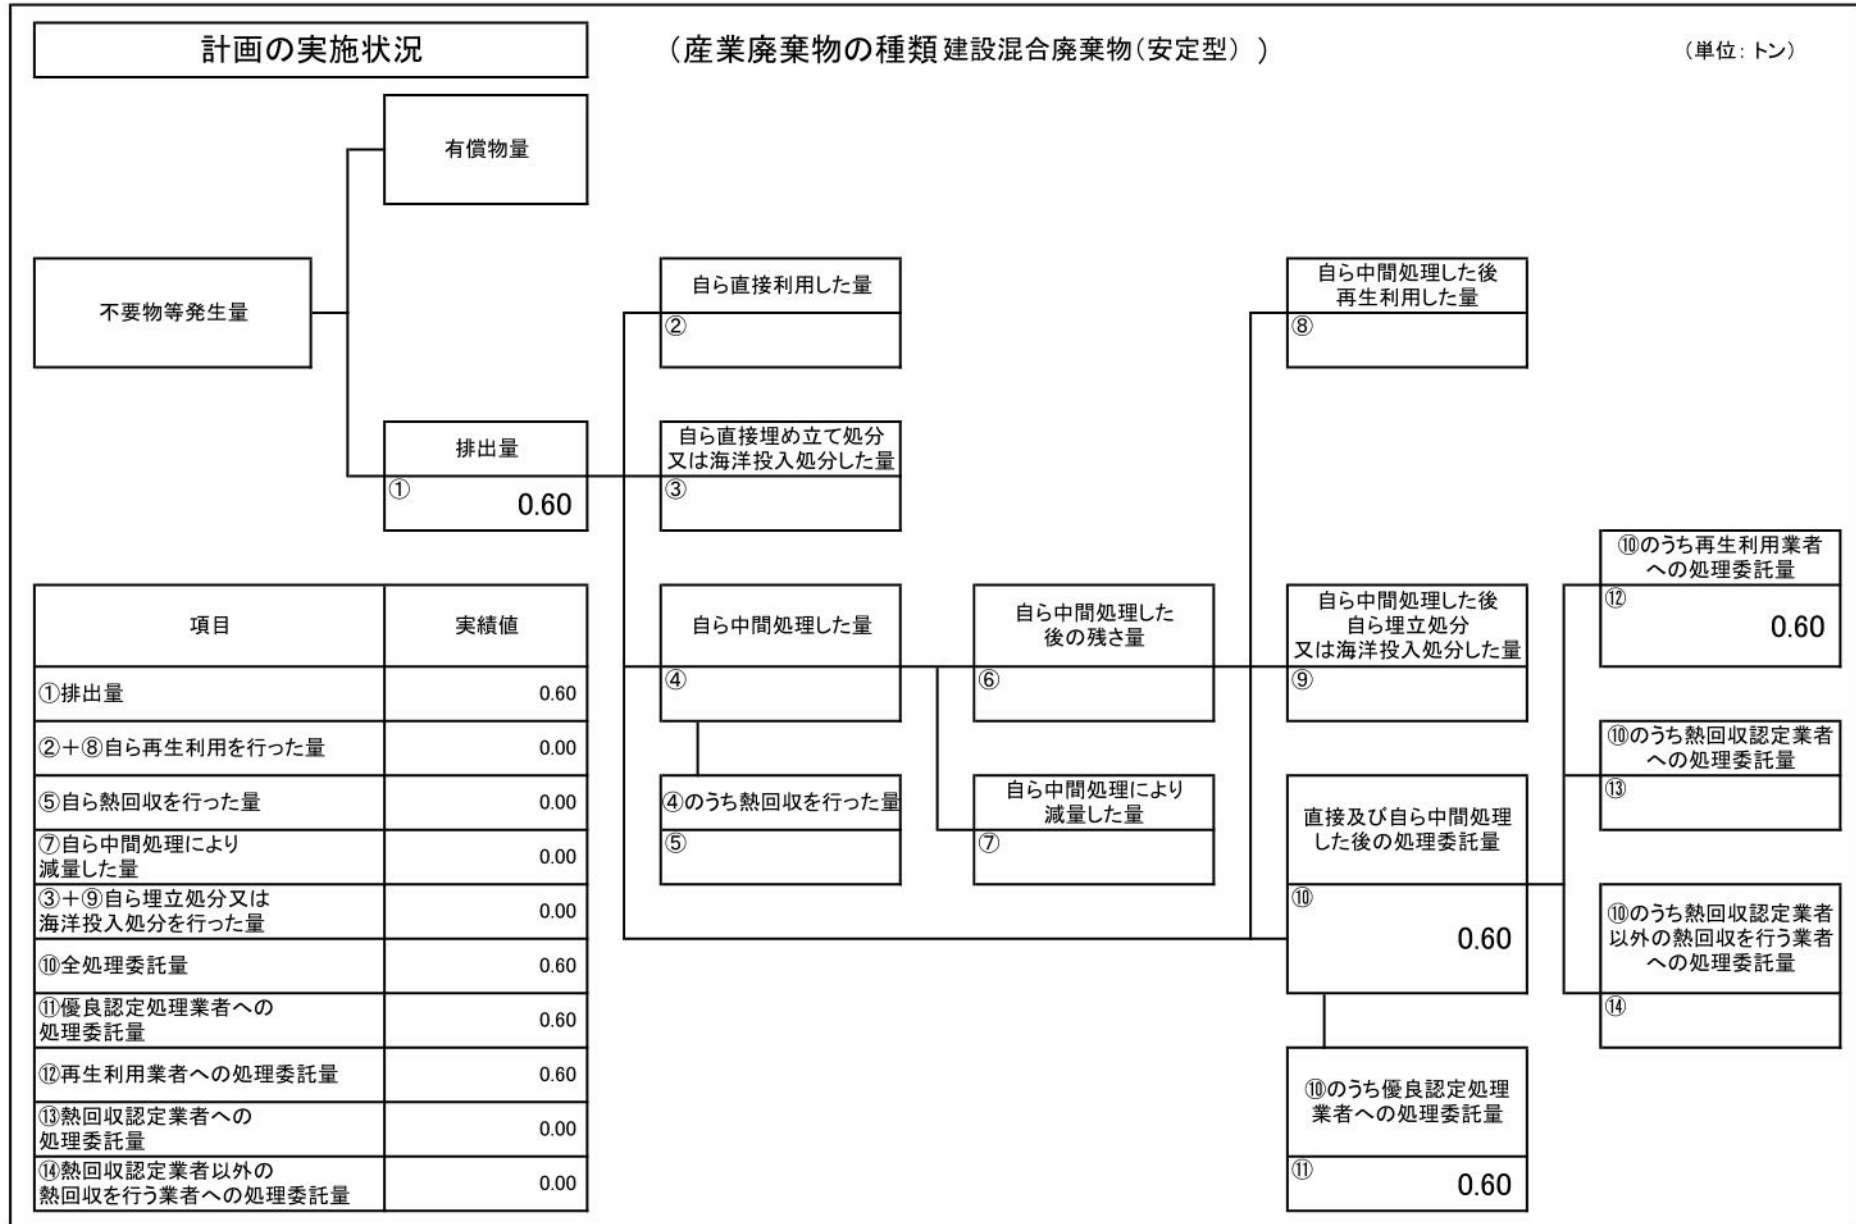 計画の実施状況
(産業廃棄物の種類 建設混合廃棄物(安定型) )
(単位：トン)
有償物量
不要物等発生量
排出量
①
0.60
自ら直接利用した量
②
自ら直接埋め立て処分
又は海洋投入処分した量
③
自ら中間処理した量
④
④のうち熱回収を行った量
⑤
自ら中間処理した
後の残さ量
⑥
自ら中間処理により
減量した量
⑦
自ら中間処理した後
再生利用した量
⑧
自ら中間処理した後
自ら埋立処分
又は海洋投入処分した量
⑨
直接及び自ら中間処理
した後の処理委託量
⑩
0.60
⑩のうち優良認定処理
業者への処理委託量
⑪
0.60
⑩のうち再生利用業者
への処理委託量
⑫
0.60
⑩のうち熱回収認定業者
への処理委託量
⑬
⑩のうち熱回収認定業者
以外の熱回収を行う業者
への処理委託量
⑭
項目 実績値
①排出量 0.60
②＋⑧自ら再生利用を行った量 0.00
⑤自ら熱回収を行った量 0.00
⑦自ら中間処理により
減量した量 0.00
③＋⑨自ら埋立処分又は
海洋投入処分を行った量 0.00
⑩全処理委託量 0.60
⑪優良認定処理業者への
処理委託量 0.60
⑫再生利用業者への処理委託量 0.60
⑬熱回収認定業者への
処理委託量 0.00
⑭熱回収認定業者以外の
熱回収を行う業者への処理委託量 0.00